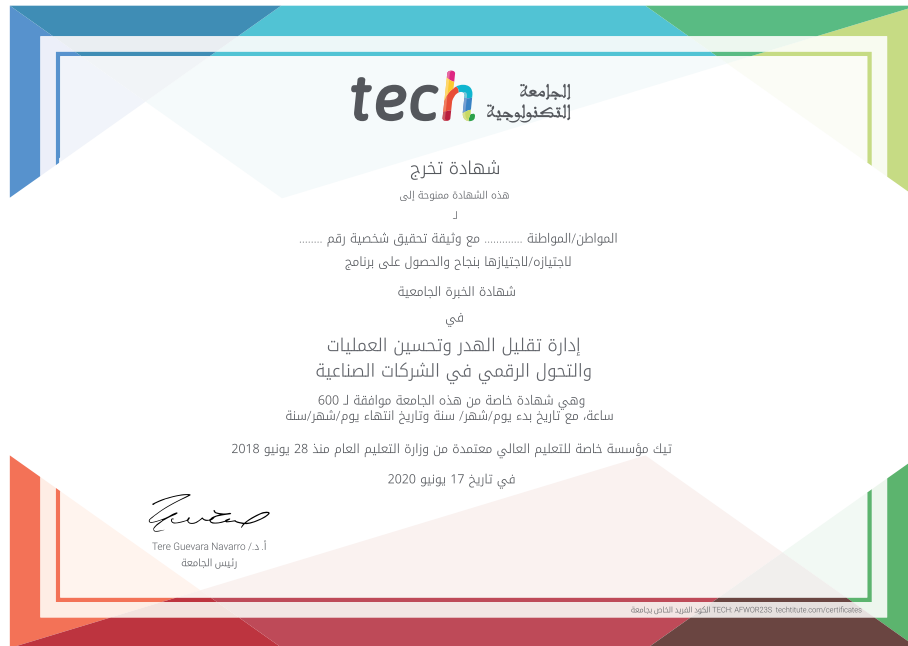 tech الجامعة
التكنولوجية
شهادة تخرج
هذه الشهادة ممنوحة إلى
لـ
المواطن/المواطنة ............ مع وثيقة تحقيق شخصية رقم ........
لاجتيازه/لاجتيازها بنجاح والحصول على برنامج
شهادة الخبرة الجامعية
في
إدارة تقليل الهدر وتحسين العمليات
والتحول الرقمي في الشركات الصناعية
وهي شهادة خاصة من هذه الجامعة موافقة لـ 600
ساعة، مع تاريخ بدء يوم/شهر/ سنة وتاريخ انتهاء يوم/شهر/سنة
تيك مؤسسة خاصة للتعليم العالي معتمدة من وزارة التعليم العام منذ 28 يونيو 2018
في تاريخ 17 يونيو 2020
أ. د./ Tere Guevara Navarro
رئيس الجامعة
الكود الفريد الخاص بجامعة TECH: AFWOR23S techtitute.com/certificates